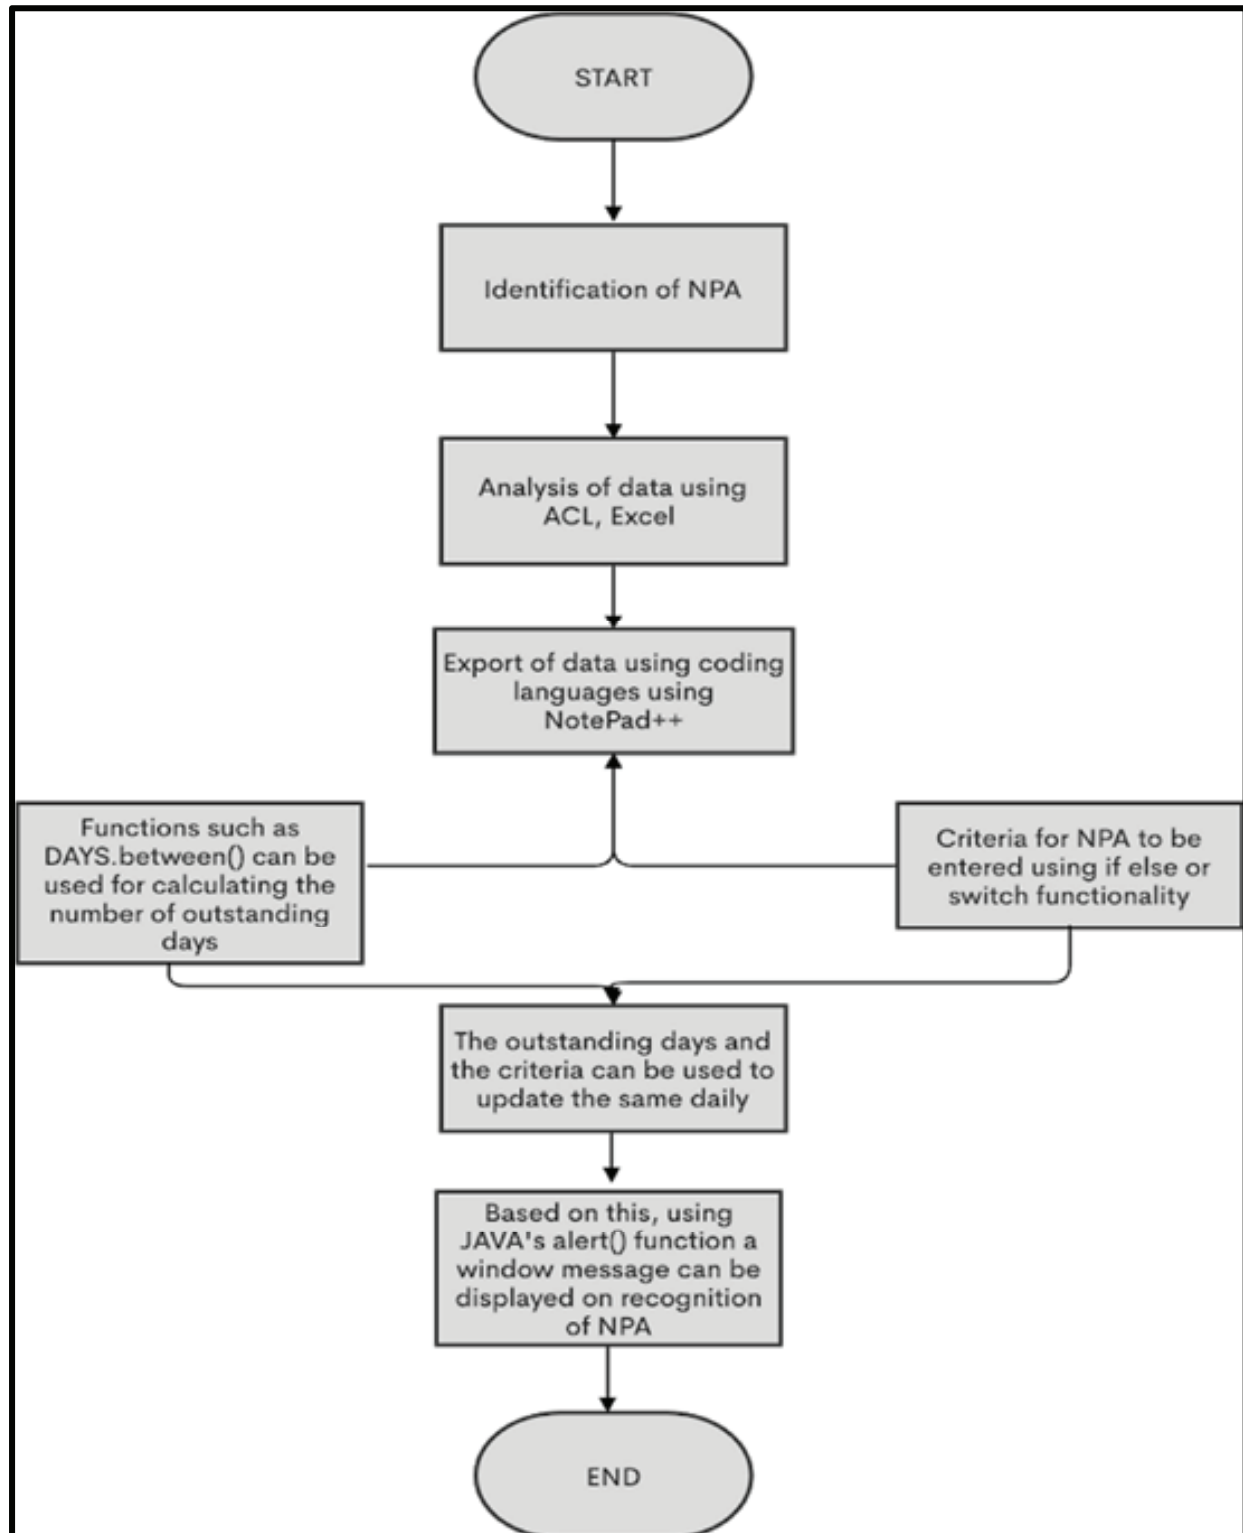 START
Identification of NPA
Analysis of data using
ACL, Excel
Export of data using coding
languages using
NotePad++
Functions such as
DAYS.between() can be
used for calculating the
number of outstanding
days
Criteria for NPA to be
entered using if else or
switch functionality
The outstanding days and
the criteria can be used to
update the same daily
Based on this, using
JAVA's alert() function a
window message can be
displayed on recognition
of NPA
END